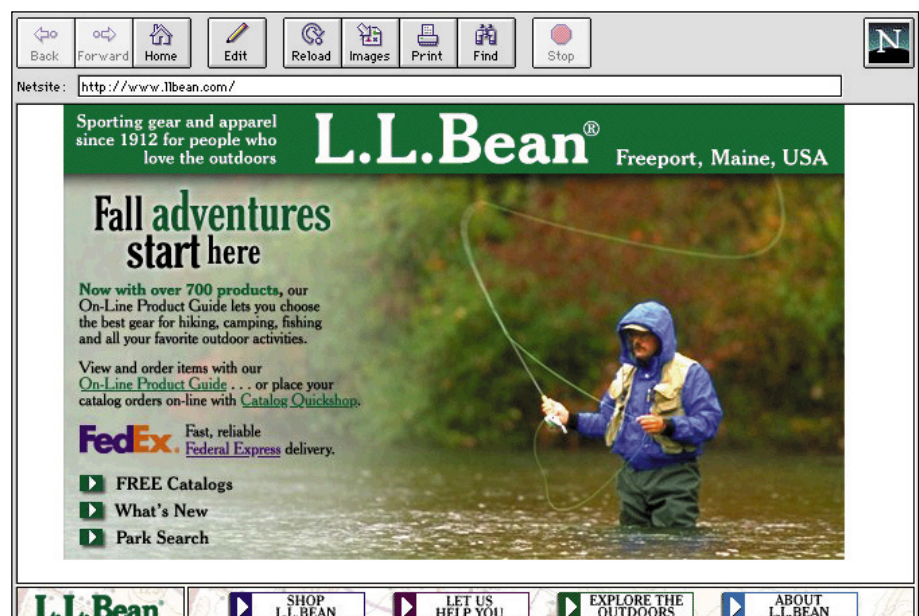 Back
Forward
Home
Edit
Reload
Images
Print
Find
Stop
N
Netsite:
http://www.llbean.com/
Sporting gear and apparel
since 1912 for people who
love the outdoors
L.L.Bean®
Freeport, Maine, USA
Fall adventures
start here
Now with over 700 products, our
On-Line Product Guide lets you choose
the best gear for hiking, camping, fishing
and all your favorite outdoor activities.
View and order items with our
On-Line Product Guide . . . or place your
catalog orders on-line with Catalog Quickshop.
FedEx.
Fast, reliable
Federal Express delivery.
FREE Catalogs
What's New
Park Search
L.L.Bean
SHOP
L.L.BEAN
LET US
HELP YOU
EXPLORE THE
OUTDOORS
ABOUT
L.L.BEAN